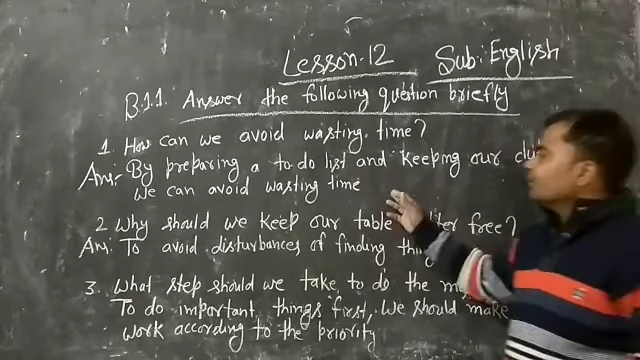 Lesson-12 Sub: English
B.1.1. Answer the following question briefly
1. How can we avoid wasting time?
Ans:- By preparing a to do list and keeping our
we can avoid wasting time
2 Why should we keep our table free?
An: To avoid disturbances of finding
3. What step should we take to do the
To do important things first, We should make
work according to the priority